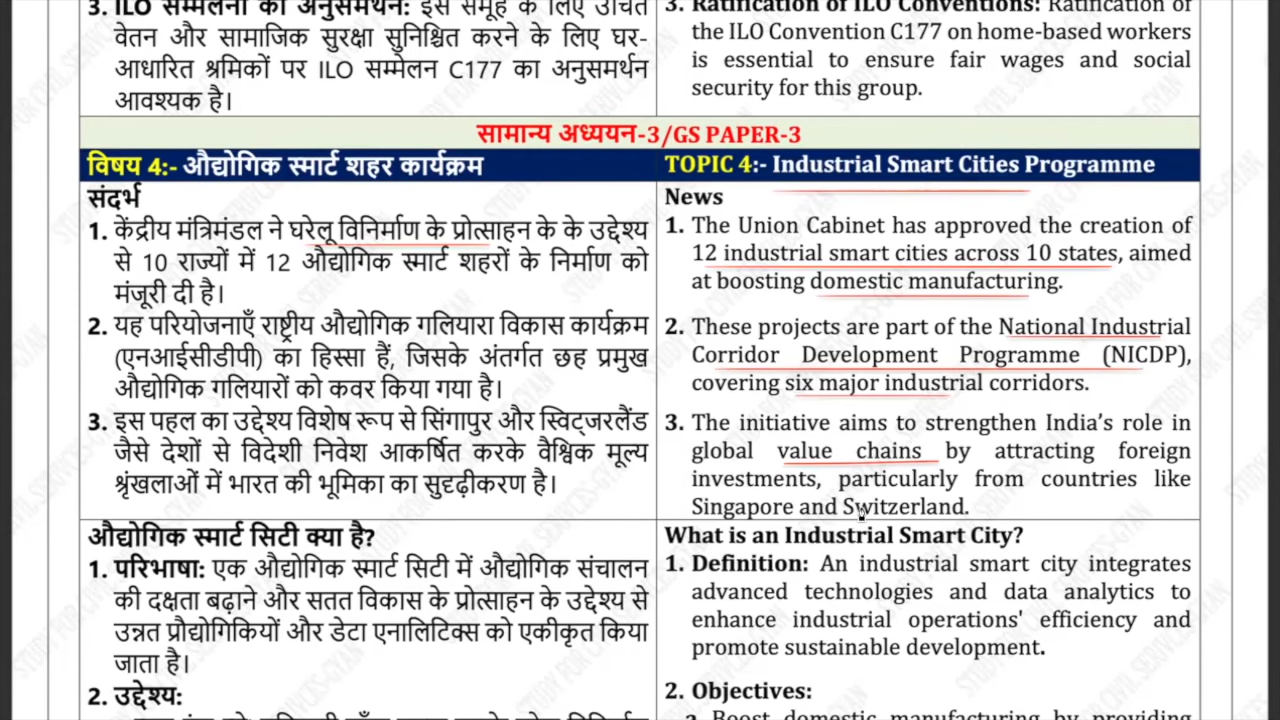 3. ILO सम्मेलनों का अनुसमर्थन: इस समूह के लिए उचित
वेतन और सामाजिक सुरक्षा सुनिश्चित करने के लिए घर-
आधारित श्रमिकों पर ILO सम्मेलन C177 का अनुसमर्थन
आवश्यक है।
3. Ratification of ILO Conventions: Ratification of
the ILO Convention C177 on home-based workers
is essential to ensure fair wages and social
security for this group.
सामान्य अध्ययन-3/GS PAPER-3
विषय 4:- औद्योगिक स्मार्ट शहर कार्यक्रम
TOPIC 4:- Industrial Smart Cities Programme
संदर्भ
1. केंद्रीय मंत्रिमंडल ने घरेलू विनिर्माण के प्रोत्साहन के के उद्देश्य
से 10 राज्यों में 12 औद्योगिक स्मार्ट शहरों के निर्माण को
मंजूरी दी है।
2. यह परियोजनाएँ राष्ट्रीय औद्योगिक गलियारा विकास कार्यक्रम
(एनआईसीडीपी) का हिस्सा हैं, जिसके अंतर्गत छह प्रमुख
औद्योगिक गलियारों को कवर किया गया है।
3. इस पहल का उद्देश्य विशेष रूप से सिंगापुर और स्विट्जरलैंड
जैसे देशों से विदेशी निवेश आकर्षित करके वैश्विक मूल्य
श्रृंखलाओं में भारत की भूमिका का सुदृढ़ीकरण है।
News
1. The Union Cabinet has approved the creation of
12 industrial smart cities across 10 states, aimed
at boosting domestic manufacturing.
2. These projects are part of the National Industrial
Corridor Development Programme (NICDP),
covering six major industrial corridors.
3. The initiative aims to strengthen India’s role in
global value chains by attracting foreign
investments, particularly from countries like
Singapore and Switzerland.
औद्योगिक स्मार्ट सिटी क्या है?
1. परिभाषा: एक औद्योगिक स्मार्ट सिटी में औद्योगिक संचालन
की दक्षता बढ़ाने और सतत विकास के प्रोत्साहन के उद्देश्य से
उन्नत प्रौद्योगिकियों और डेटा एनालिटिक्स को एकीकृत किया
जाता है।
2. उद्देश्य:
What is an Industrial Smart City?
1. Definition: An industrial smart city integrates
advanced technologies and data analytics to
enhance industrial operations' efficiency and
promote sustainable development.
2. Objectives:
a. Boost domestic manufacturing by providing